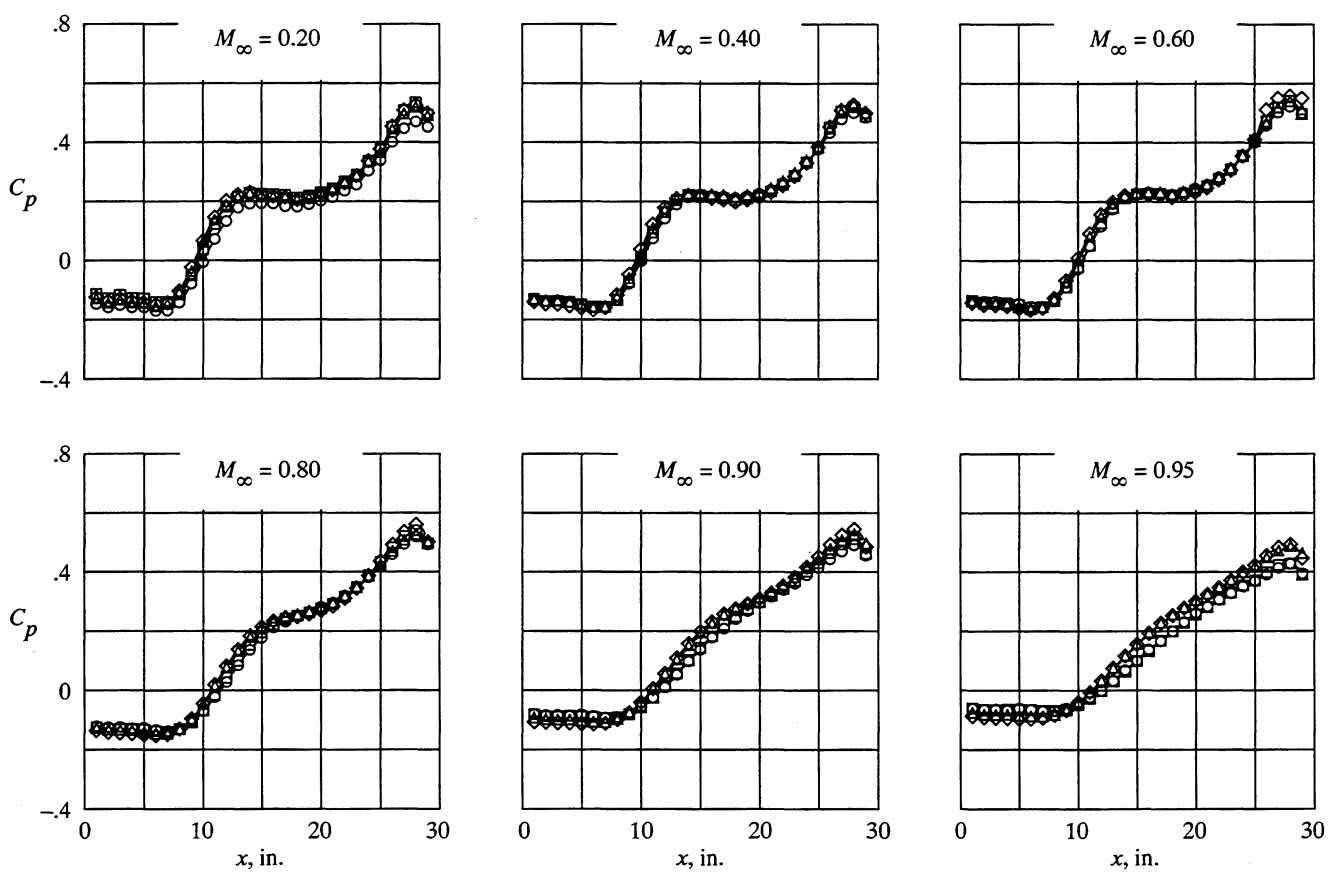 .8
M∞ = 0.20
M∞ = 0.40
M∞ = 0.60
.4
Cp
0
–.4
.8
M∞ = 0.80
M∞ = 0.90
M∞ = 0.95
.4
Cp
0
–.4
0 10 20 30 0 10 20 30 0 10 20 30
x, in. x, in. x, in.